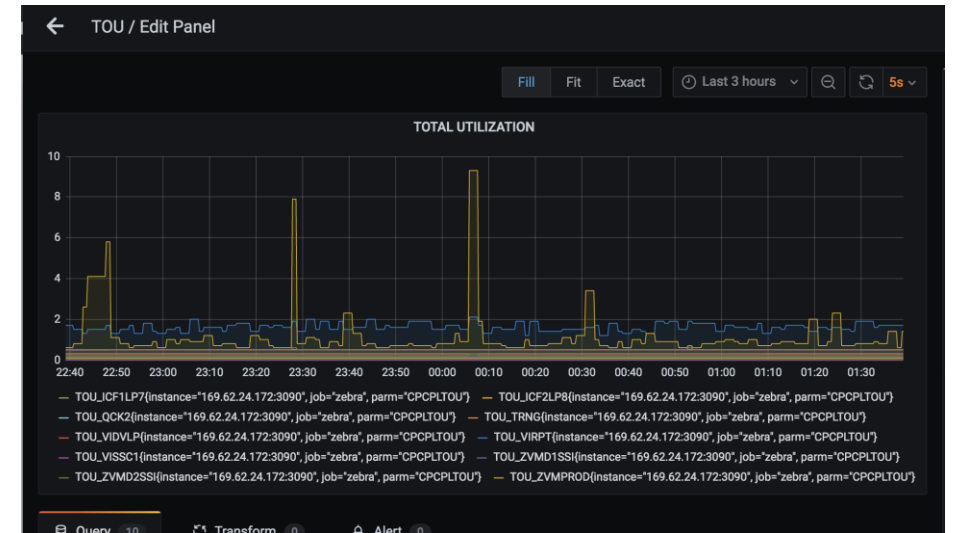 TOU / Edit Panel
Fill Fit Exact Last 3 hours 5s
TOTAL UTILIZATION
10
8
6
4
2
0
22:40 22:50 23:00 23:10 23:20 23:30 23:40 23:50 00:00 00:10 00:20 00:30 00:40 00:50 01:00 01:10 01:20 01:30
TOU_ICF1LP7{instance="169.62.24.172:3090", job="zebra", parm="CPCPLTOU"} TOU_ICF2LP8{instance="169.62.24.172:3090", job="zebra", parm="CPCPLTOU"}
TOU_QCK2{instance="169.62.24.172:3090", job="zebra", parm="CPCPLTOU"} TOU_TRNG{instance="169.62.24.172:3090", job="zebra", parm="CPCPLTOU"}
TOU_VIDVLP{instance="169.62.24.172:3090", job="zebra", parm="CPCPLTOU"} TOU_VIRPT{instance="169.62.24.172:3090", job="zebra", parm="CPCPLTOU"}
TOU_VISSC1{instance="169.62.24.172:3090", job="zebra", parm="CPCPLTOU"} TOU_ZVMD1SSI{instance="169.62.24.172:3090", job="zebra", parm="CPCPLTOU"}
TOU_ZVMD2SSI{instance="169.62.24.172:3090", job="zebra", parm="CPCPLTOU"} TOU_ZVMPROD{instance="169.62.24.172:3090", job="zebra", parm="CPCPLTOU"}
Query 10 Transform 0 Alert 0